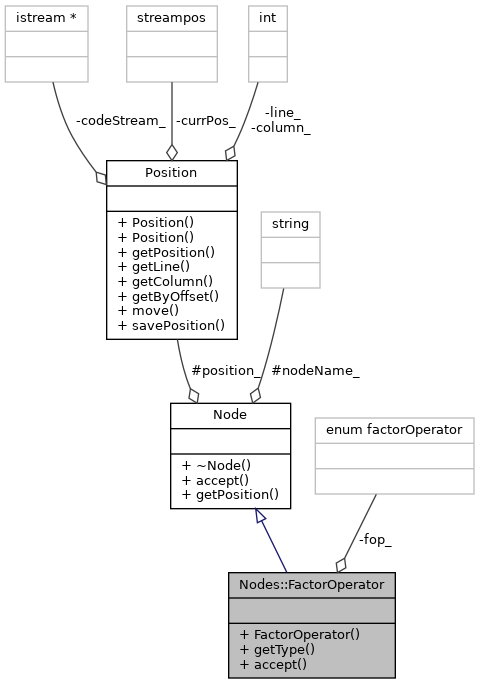 istream *
streampos
int
-codeStream_
-currPos_
-line_
-column_
Position
+ Position()
+ Position()
+ getPosition()
+ getLine()
+ getColumn()
+ getByOffset()
+ move()
+ savePosition()
string
#position_
#nodeName_
Node
+ ~Node()
+ accept()
+ getPosition()
enum factorOperator
-fop_
Nodes::FactorOperator
+ FactorOperator()
+ getType()
+ accept()